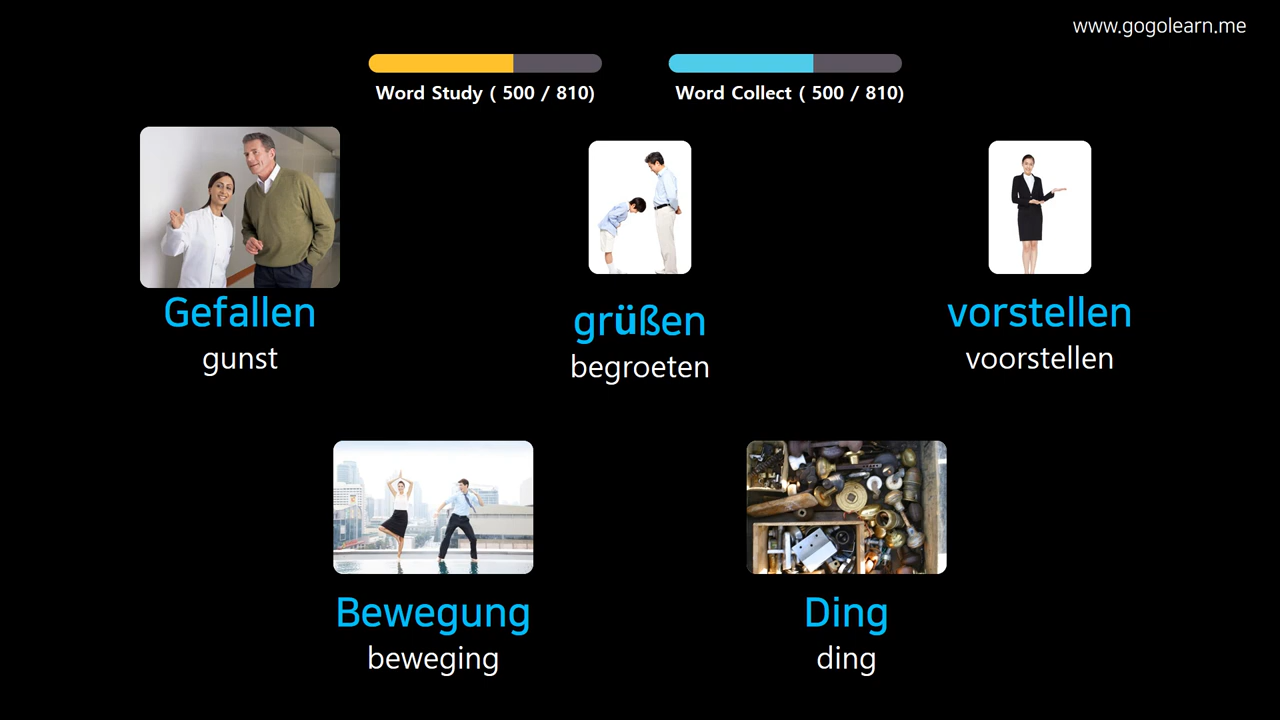 www.gogolearn.me
Word Study ( 500 / 810)
Word Collect ( 500 / 810)
Gefallen
gunst
grüßen
begroeten
vorstellen
voorstellen
Bewegung
beweging
Ding
ding